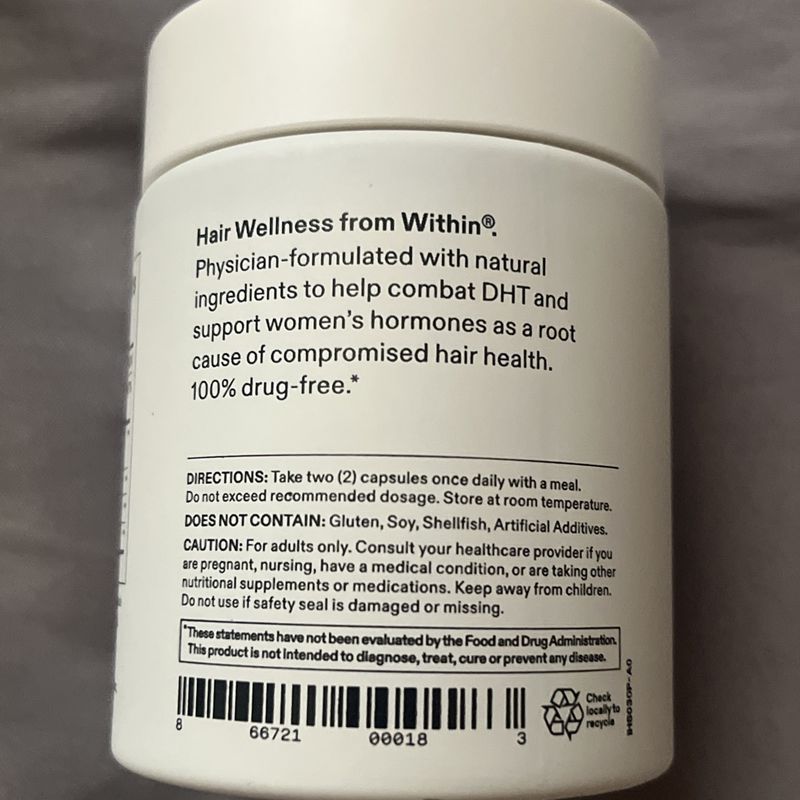 Hair Wellness from Within®.
Physician-formulated with natural
ingredients to help combat DHT and
support women's hormones as a root
cause of compromised hair health.
100% drug-free.*
DIRECTIONS: Take two (2) capsules once daily with a meal.
Do not exceed recommended dosage. Store at room temperature.
DOES NOT CONTAIN: Gluten, Soy, Shellfish, Artificial Additives.
CAUTION: For adults only. Consult your healthcare provider if you
are pregnant, nursing, have a medical condition, or are taking other
nutritional supplements or medications. Keep away from children.
Do not use if safety seal is damaged or missing.
*These statements have not been evaluated by the Food and Drug Administration.
This product is not intended to diagnose, treat, cure or prevent any disease.
8 66721 00018 3
Check
locally to
recycle